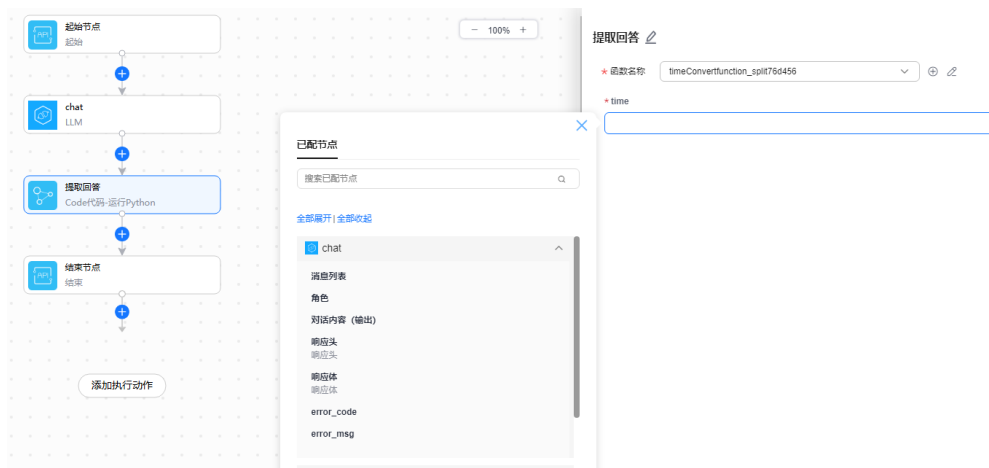 起始节点
起始
chat
LLM
提取回答
Code代码-运行Python
结束节点
结束
添加执行动作
- 100% +
已配节点
搜索已配节点
全部展开|全部收起
chat
消息列表
角色
对话内容（输出）
响应头
响应头
响应体
响应体
error_code
error_msg
提取回答
* 函数名称 timeConvertfunction_split76d456
* time